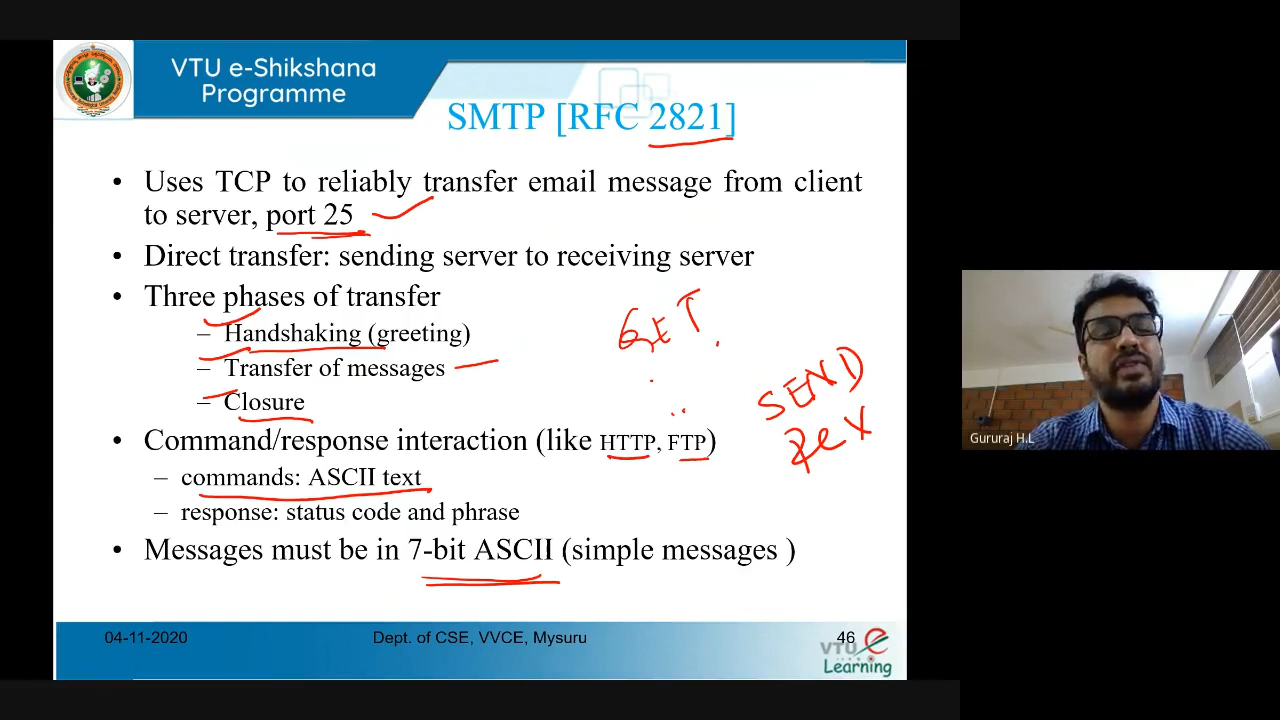 VTU e-Shikshana
Programme
SMTP [RFC 2821]
• Uses TCP to reliably transfer email message from client
to server, port 25
• Direct transfer: sending server to receiving server
• Three phases of transfer
– Handshaking (greeting)
– Transfer of messages
– Closure
GET
SEND
• Command/response interaction (like HTTP, FTP)
– commands: ASCII text
– response: status code and phrase
• Messages must be in 7-bit ASCII (simple messages )
04-11-2020 Dept. of CSE, VVCE, Mysuru 46
VTU e
Learning
Gururaj H.L